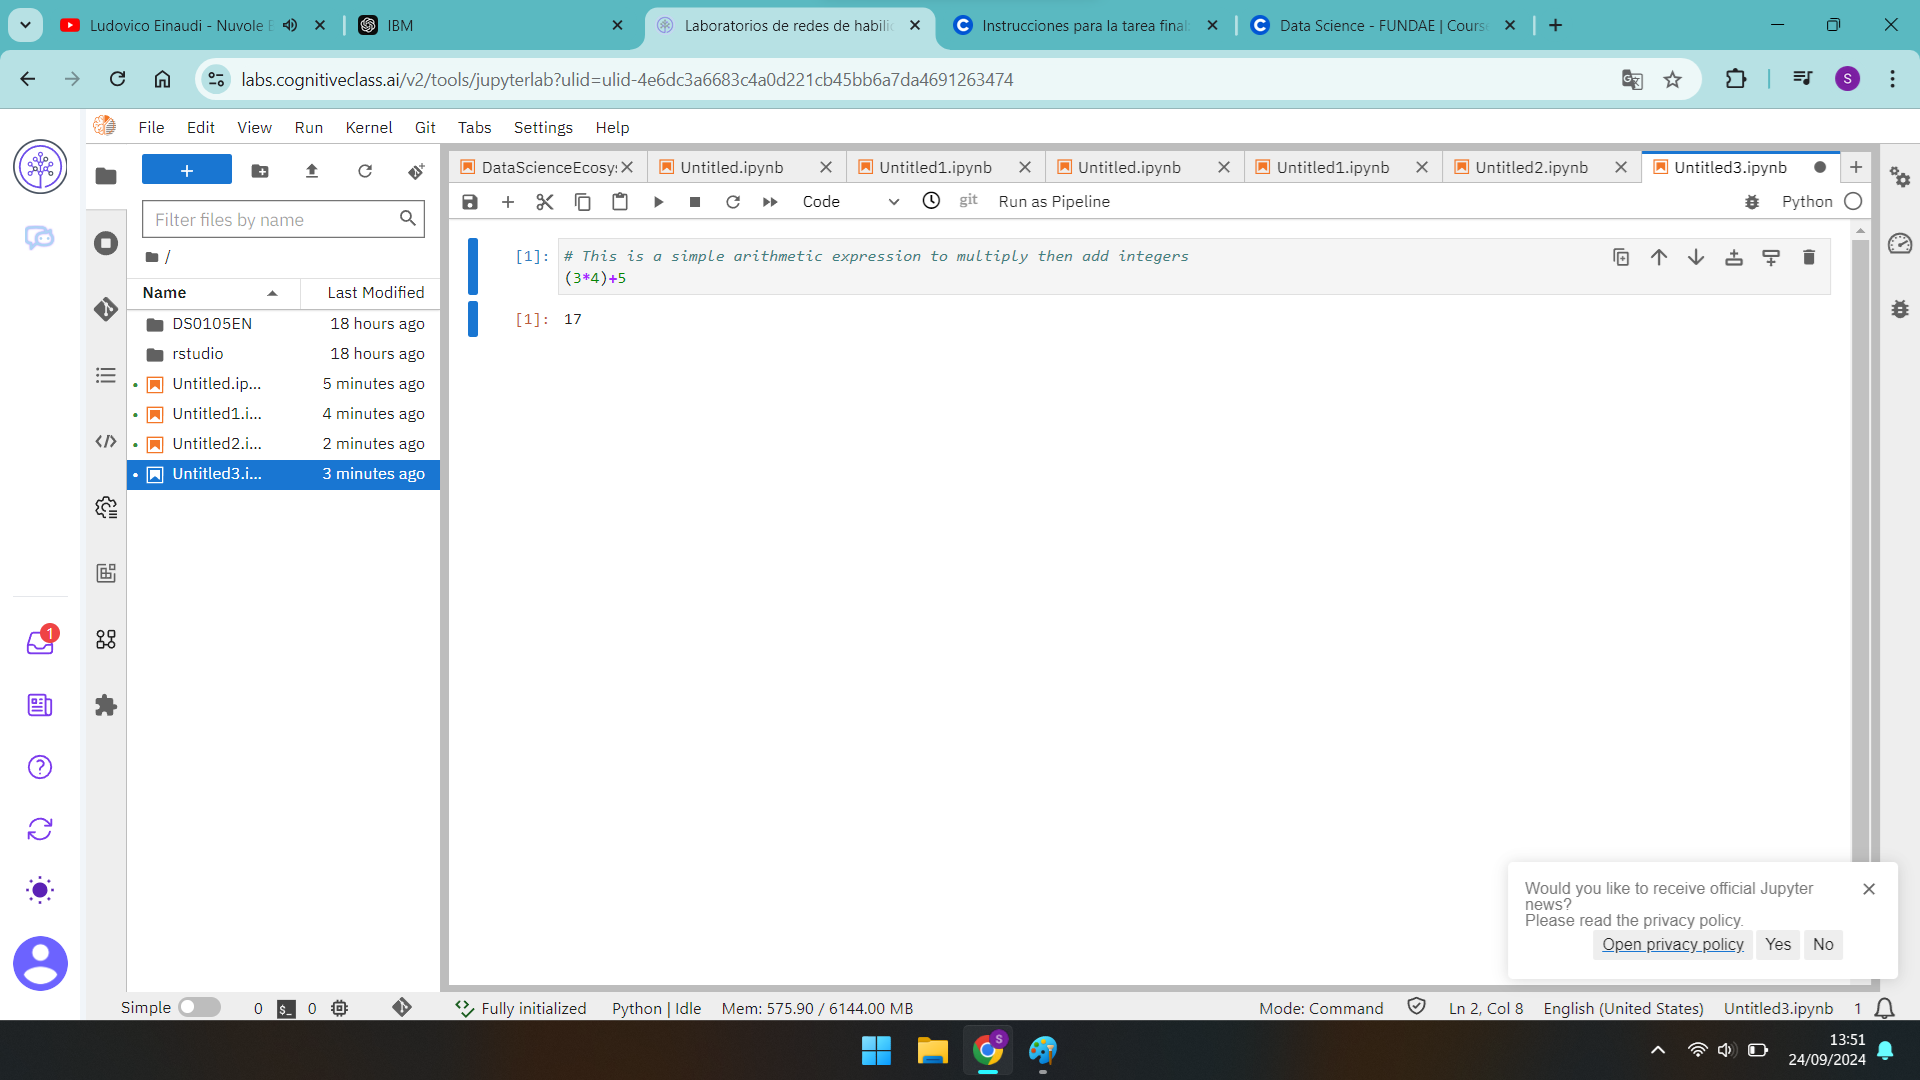 Ludovico Einaudi - Nuvole B
IBM
Laboratorios de redes de habilid
Instrucciones para la tarea final:
Data Science - FUNDAE | Cours
labs.cognitiveclass.ai/v2/tools/jupyterlab?ulid=ulid-4e6dc3a6683c4a0d221cb45bb6a7da4691263474
S
File Edit View Run Kernel Git Tabs Settings Help
DataScienceEcosys
Untitled.ipynb
Untitled1.ipynb
Untitled.ipynb
Untitled1.ipynb
Untitled2.ipynb
Untitled3.ipynb
Code
git
Run as Pipeline
Python
Filter files by name
/
Name Last Modified
DS0105EN 18 hours ago
rstudio 18 hours ago
Untitled.ip... 5 minutes ago
Untitled1.i... 4 minutes ago
Untitled2.i... 2 minutes ago
Untitled3.i... 3 minutes ago
[1]: # This is a simple arithmetic expression to multiply then add integers
(3*4)+5
[1]: 17
1
Would you like to receive official Jupyter
news?
Please read the privacy policy.
Open privacy policy Yes No
Simple 0 $_ 0 Fully initialized Python | Idle Mem: 575.90 / 6144.00 MB Mode: Command Ln 2, Col 8 English (United States) Untitled3.ipynb 1
S
13:51
24/09/2024